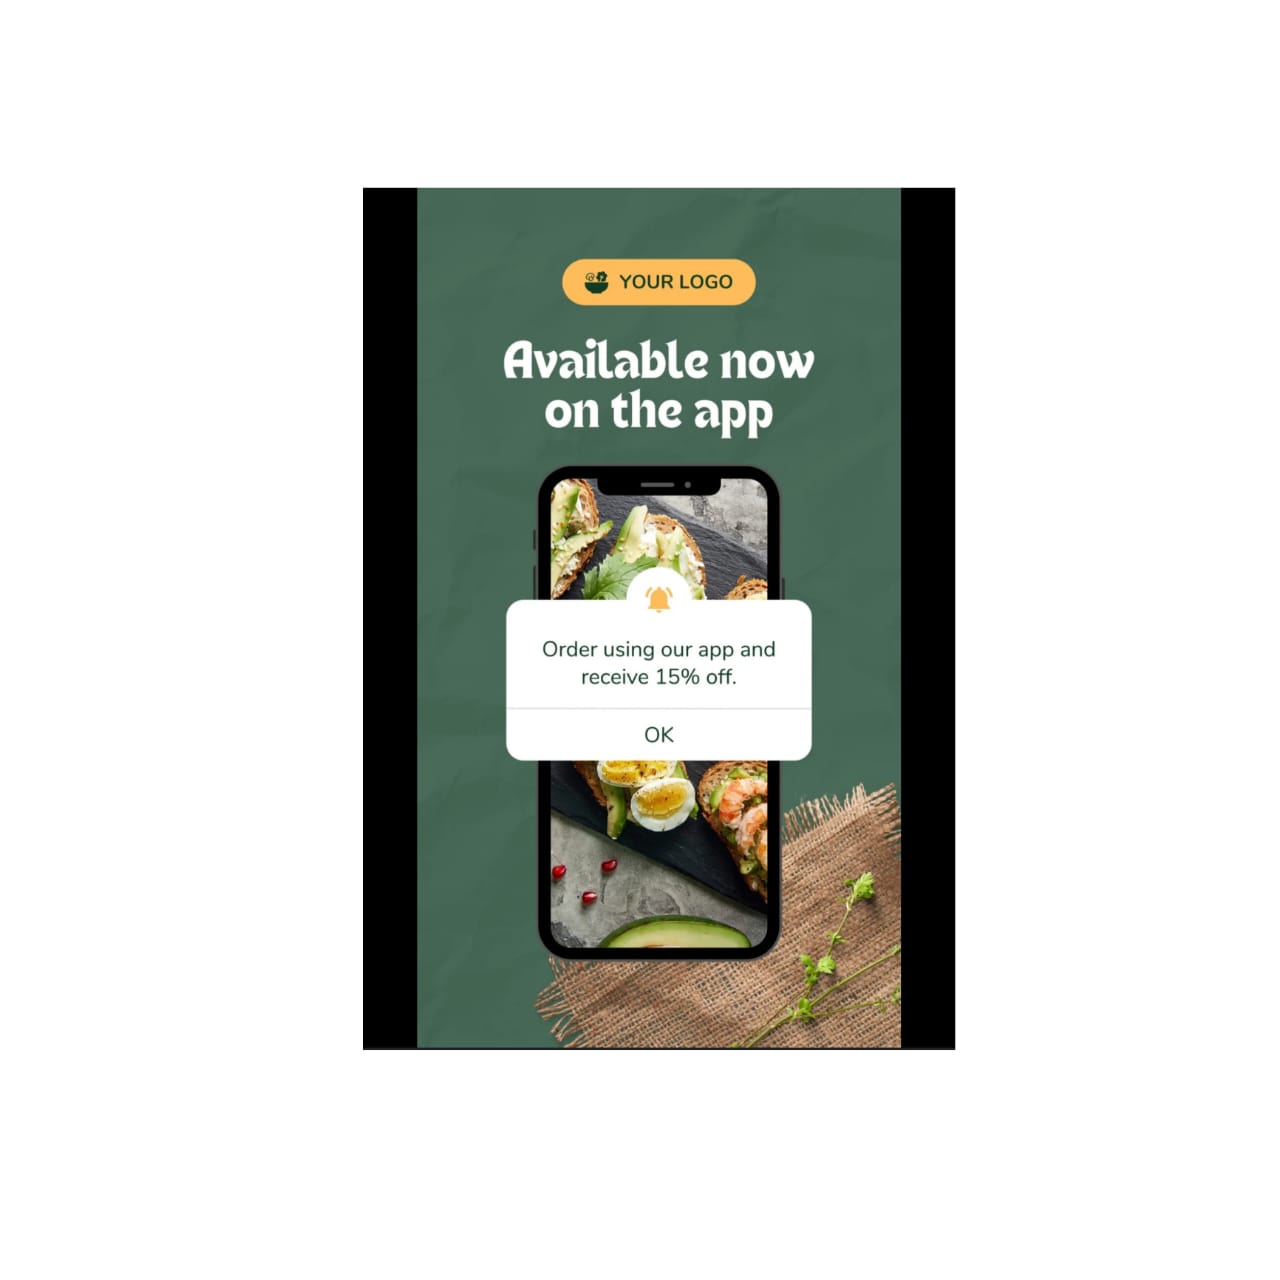 YOUR LOGO
Available now
on the app
Order using our app and
receive 15% off.
OK